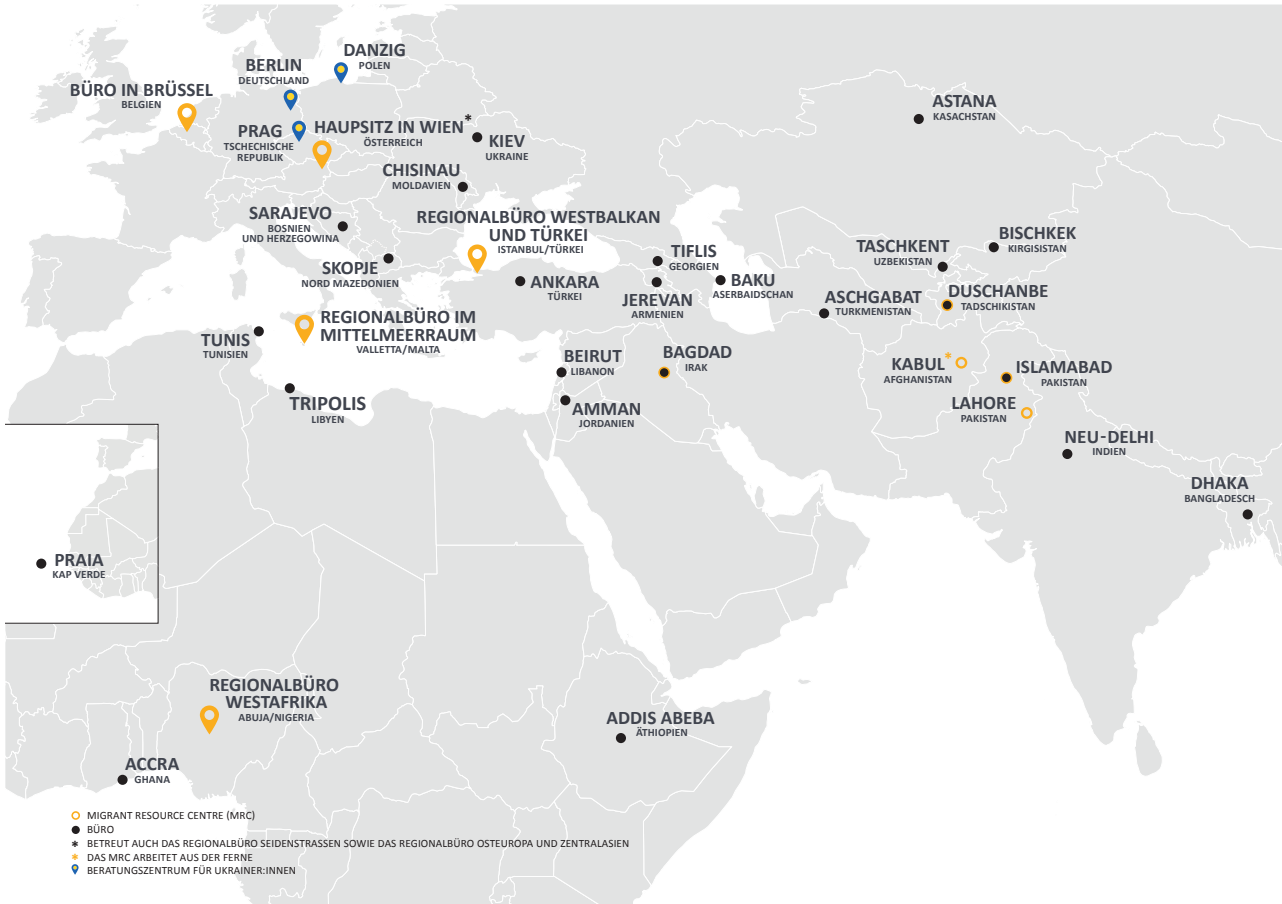 DANZIG
POLEN
BERLIN
DEUTSCHLAND
BÜRO IN BRÜSSEL
BELGIEN
PRAG
TSCHECHISCHE
REPUBLIK
HAUPSITZ IN WIEN*
ÖSTERREICH
KIEV
UKRAINE
CHISINAU
MOLDAVIEN
ASTANA
KASACHSTAN
SARAJEVO
BOSNIEN
UND HERZEGOWINA
REGIONALBÜRO WESTBALKAN
UND TÜRKEI
ISTANBUL/TÜRKEI
SKOPJE
NORD MAZEDONIEN
ANKARA
TÜRKEI
TIFLIS
GEORGIEN
JEREVAN
ARMENIEN
BAKU
ASERBAIDSCHAN
TASCHKENT
UZBEKISTAN
BISCHKEK
KIRGISISTAN
ASCHGABAT
TURKMENISTAN
DUSCHANBE
TADSCHIKISTAN
TUNIS
TUNISIEN
REGIONALBÜRO IM
MITTELMEERRAUM
VALLETTA/MALTA
BEIRUT
LIBANON
BAGDAD
IRAK
KABUL*
AFGHANISTAN
ISLAMABAD
PAKISTAN
TRIPOLIS
LIBYEN
AMMAN
JORDANIEN
LAHORE
PAKISTAN
NEU-DELHI
INDIEN
DHAKA
BANGLADESCH
PRAIA
KAP VERDE
REGIONALBÜRO
WESTAFRIKA
ABUJA/NIGERIA
ADDIS ABEBA
ÄTHIOPIEN
ACCRA
GHANA
MIGRANT RESOURCE CENTRE (MRC)
BÜRO
* BETREUT AUCH DAS REGIONALBÜRO SEIDENSTRASSEN SOWIE DAS REGIONALBÜRO OSTEUROPA UND ZENTRALASIEN
* DAS MRC ARBEITET AUS DER FERNE
BERATUNGSZENTRUM FÜR UKRAINER:INNEN